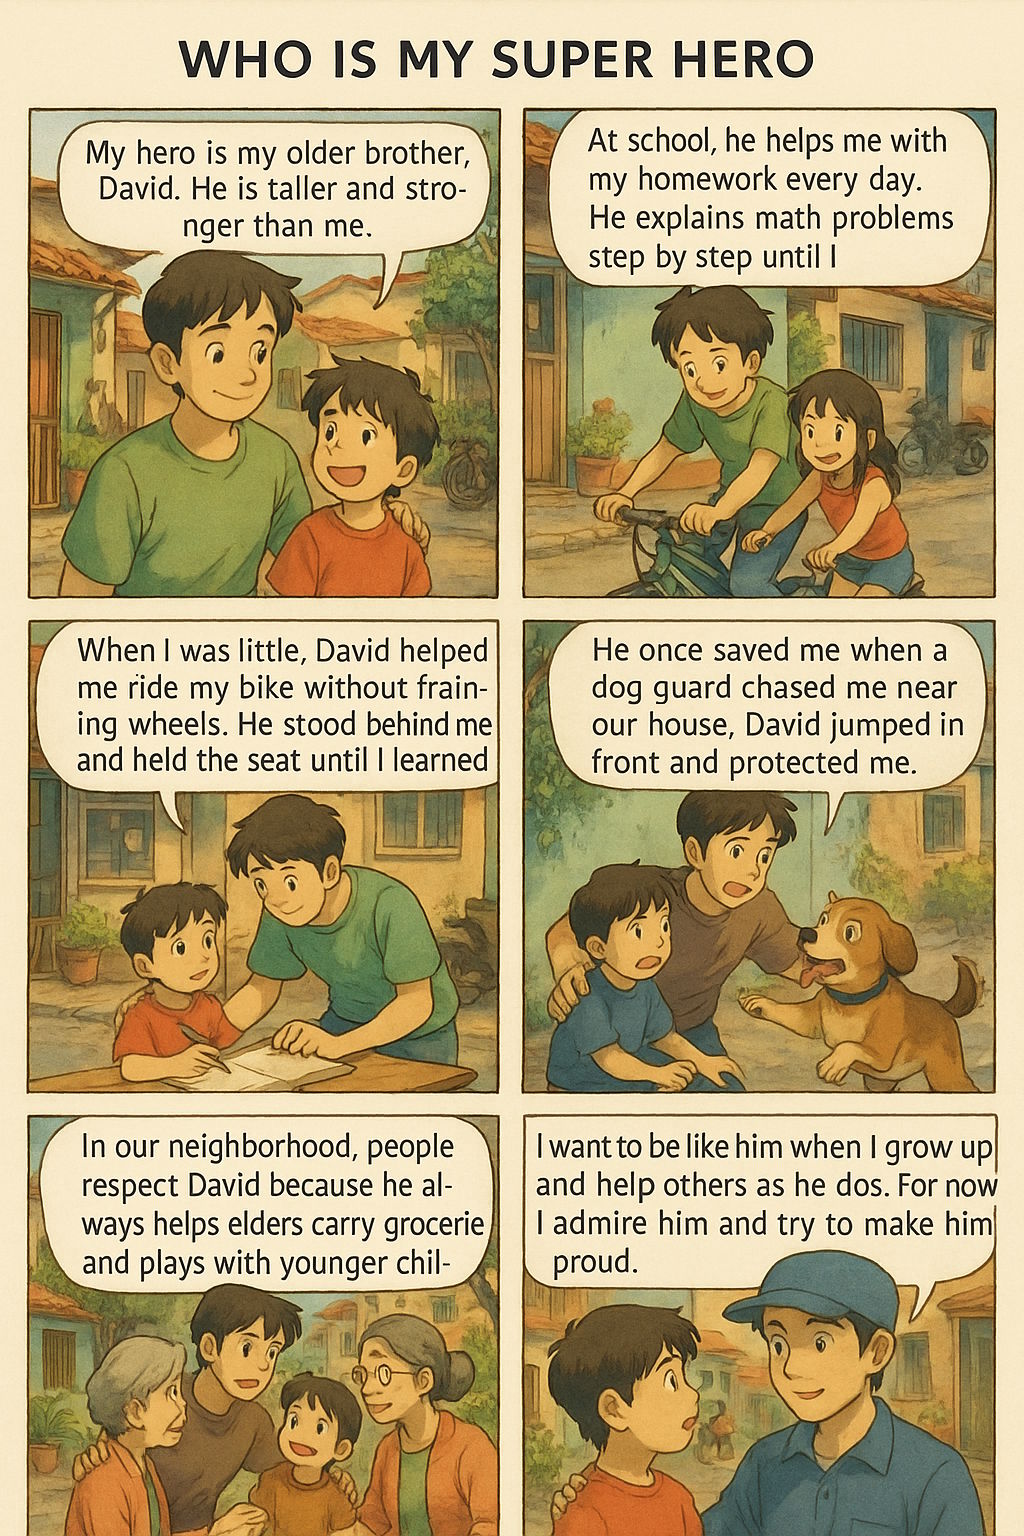 WHO IS MY SUPER HERO
My hero is my older brother,
David. He is taller and stro-
nger than me.
At school, he helps me with
my homework every day.
He explains math problems
step by step until I
When I was little, David helped
me ride my bike without frain-
ing wheels. He stood behind me
and held the seat until I learned
He once saved me when a
dog guard chased me near
our house, David jumped in
front and protected me.
In our neighborhood, people
respect David because he al-
ways helps elders carry grocerie
and plays with younger chil-
I want to be like him when I grow up
and help others as he dos. For now
I admire him and try to make him
proud.